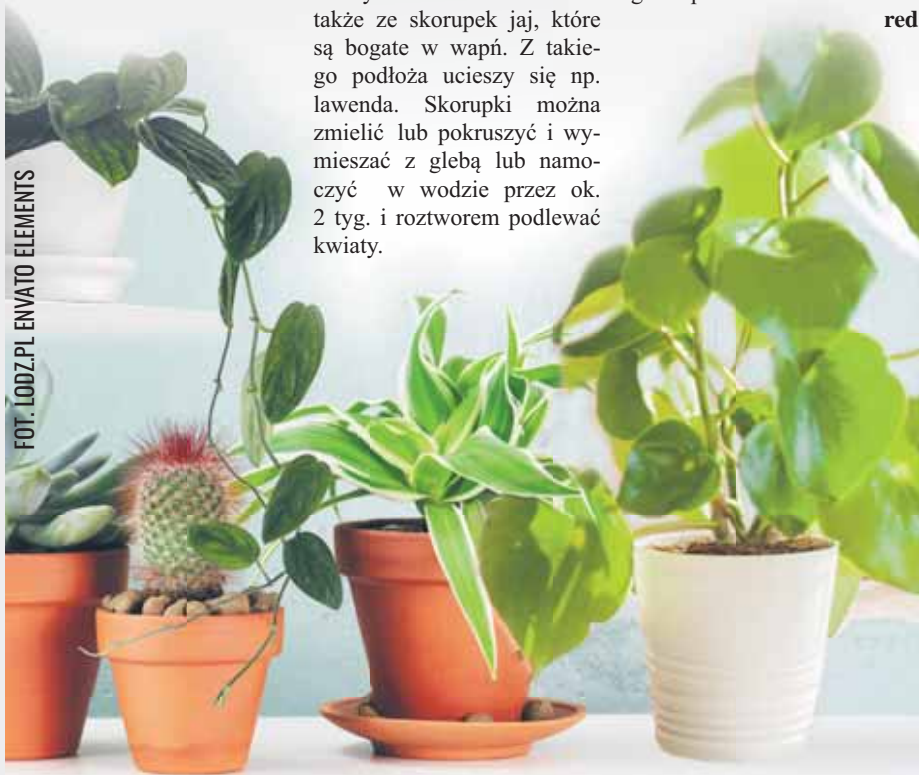 red
także ze skorupek jaj, które
są bogate w wapń. Z takie-
go podłoża ucieszy się np.
lawenda. Skorupki można
zmielić lub pokruszyć i wy-
mieszać z glebą lub namo-
czyć w wodzie przez ok.
2 tyg. i roztworem podlewać
kwiaty.
FOT. LODZ.PL ENVATO ELEMENTS